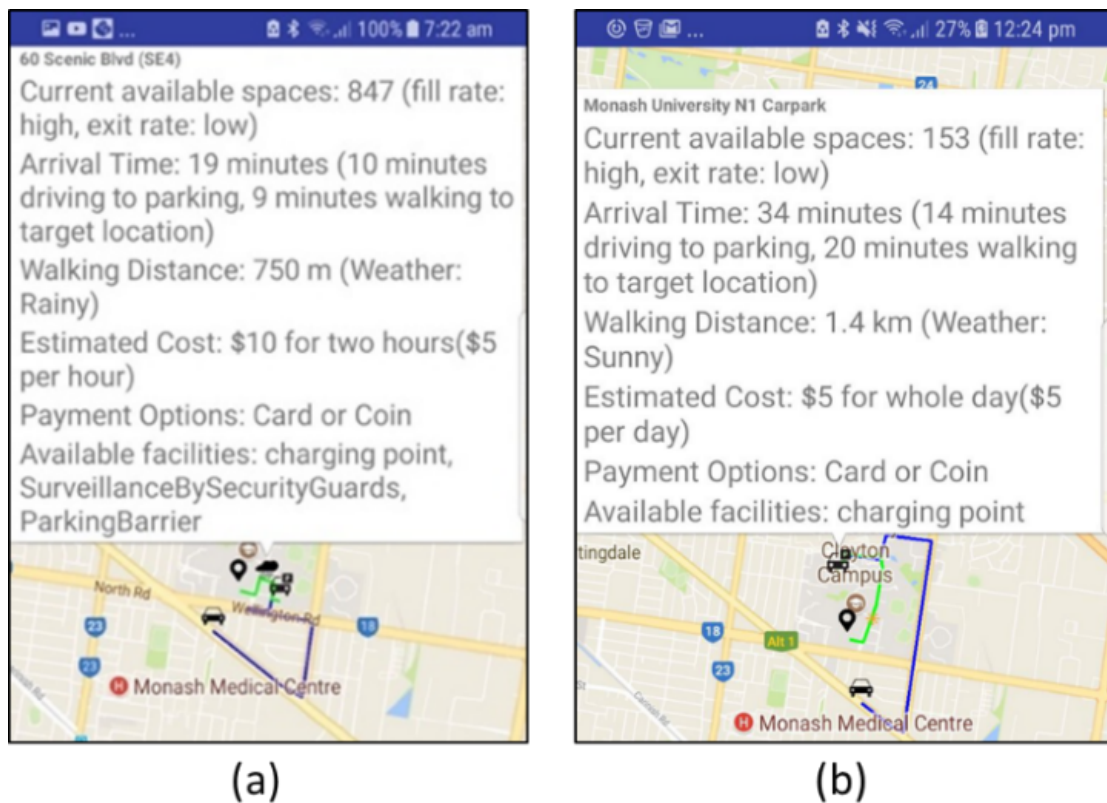 ... 100% 7:22 am
60 Scenic Blvd (SE4)
Current available spaces: 847 (fill rate:
high, exit rate: low)
Arrival Time: 19 minutes (10 minutes
driving to parking, 9 minutes walking to
target location)
Walking Distance: 750 m (Weather:
Rainy)
Estimated Cost: $10 for two hours($5
per hour)
Payment Options: Card or Coin
Available facilities: charging point,
SurveillanceBySecurityGuards,
ParkingBarrier
North Rd
Wellington Rd
23
18
23
H Monash Medical Centre
(a)
... 27% 12:24 pm
24
Monash University N1 Carpark
Current available spaces: 153 (fill rate:
high, exit rate: low)
Arrival Time: 34 minutes (14 minutes
driving to parking, 20 minutes walking
to target location)
Walking Distance: 1.4 km (Weather:
Sunny)
Estimated Cost: $5 for whole day($5
per day)
Payment Options: Card or Coin
Available facilities: charging point
tingdale
Clayton
Campus
18
Alt 1
23
H Monash Medical Centre
(b)